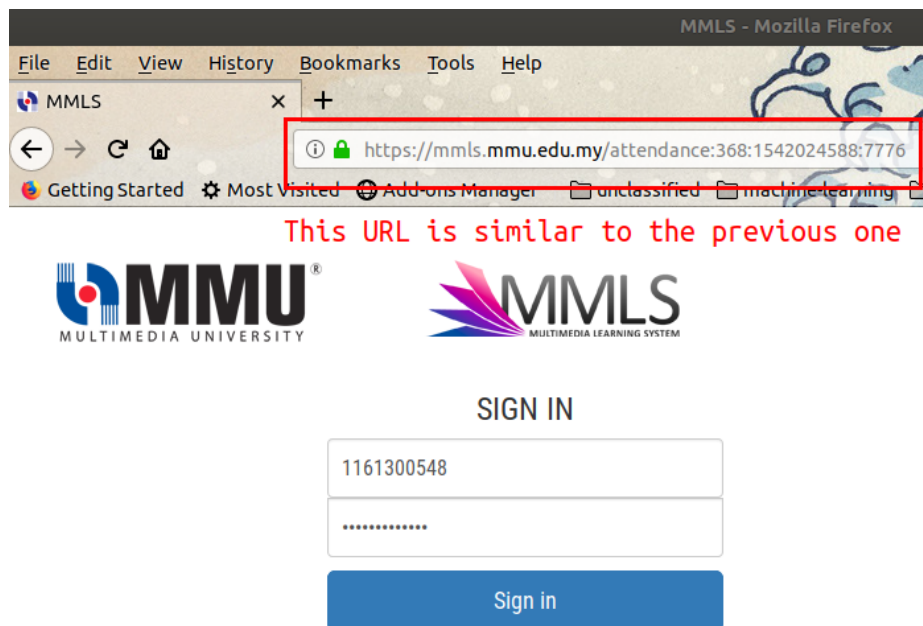 MMLS - Mozilla Firefox
File Edit View History Bookmarks Tools Help
MMLS × +
https://mmls.mmu.edu.my/attendance:368:1542024588:7776
Getting Started Most Visited Add-ons Manager unclassified machine-learning
This URL is similar to the previous one
MMU®
MULTIMEDIA UNIVERSITY
MMLS
MULTIMEDIA LEARNING SYSTEM
SIGN IN
1161300548
•••••••••••••
Sign in